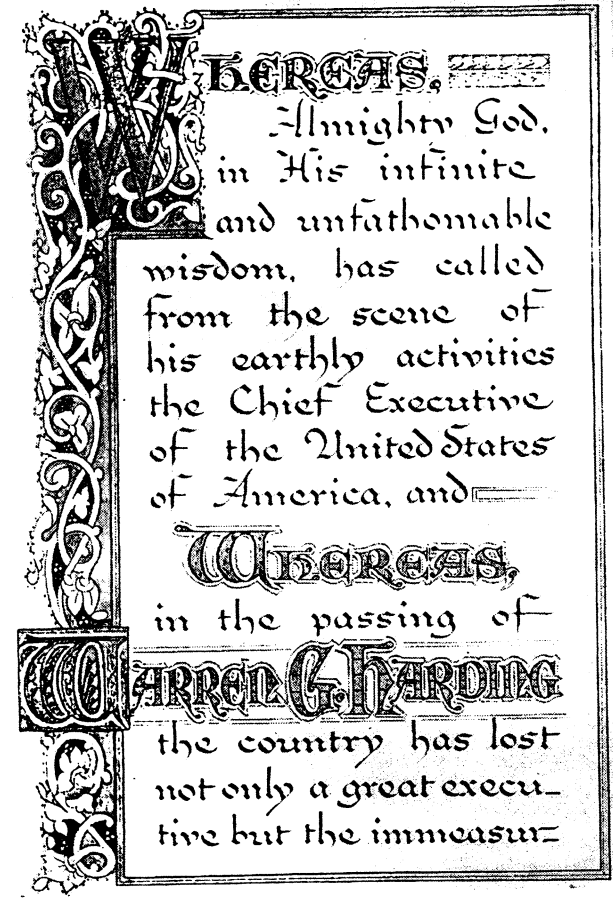 WHEREAS,
Almighty God,
in His infinite
and unfathomable
wisdom, has called
from the scene of
his earthly activities
the Chief Executive
of the United States
of America, and
WHEREAS,
in the passing of
WARREN G. HARDING
the country has lost
not only a great execu-
tive but the immeasur=